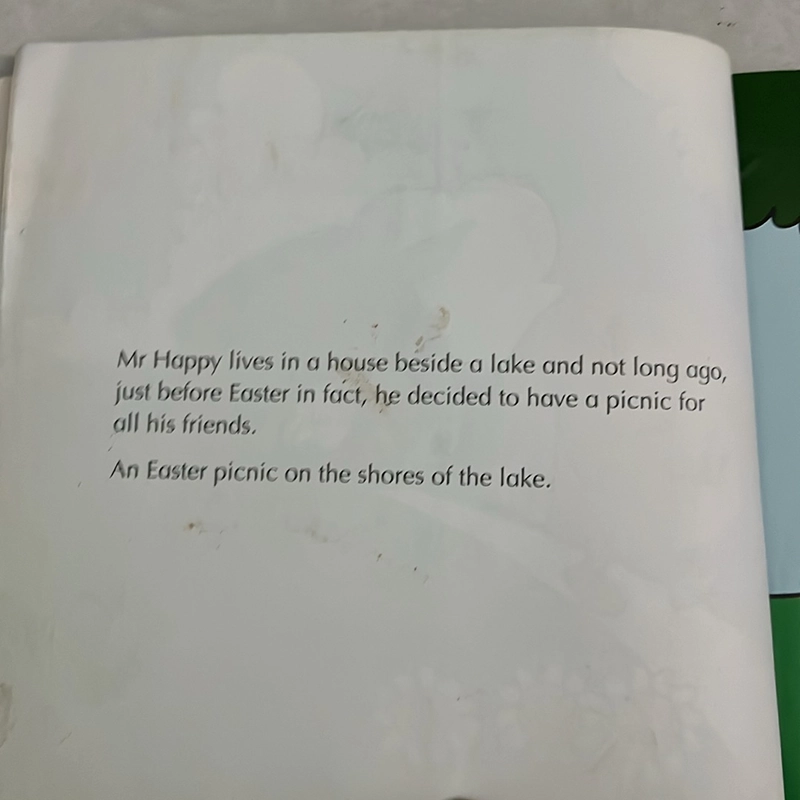 Mr Happy lives in a house beside a lake and not long ago,
just before Easter in fact, he decided to have a picnic for
all his friends.
An Easter picnic on the shores of the lake.